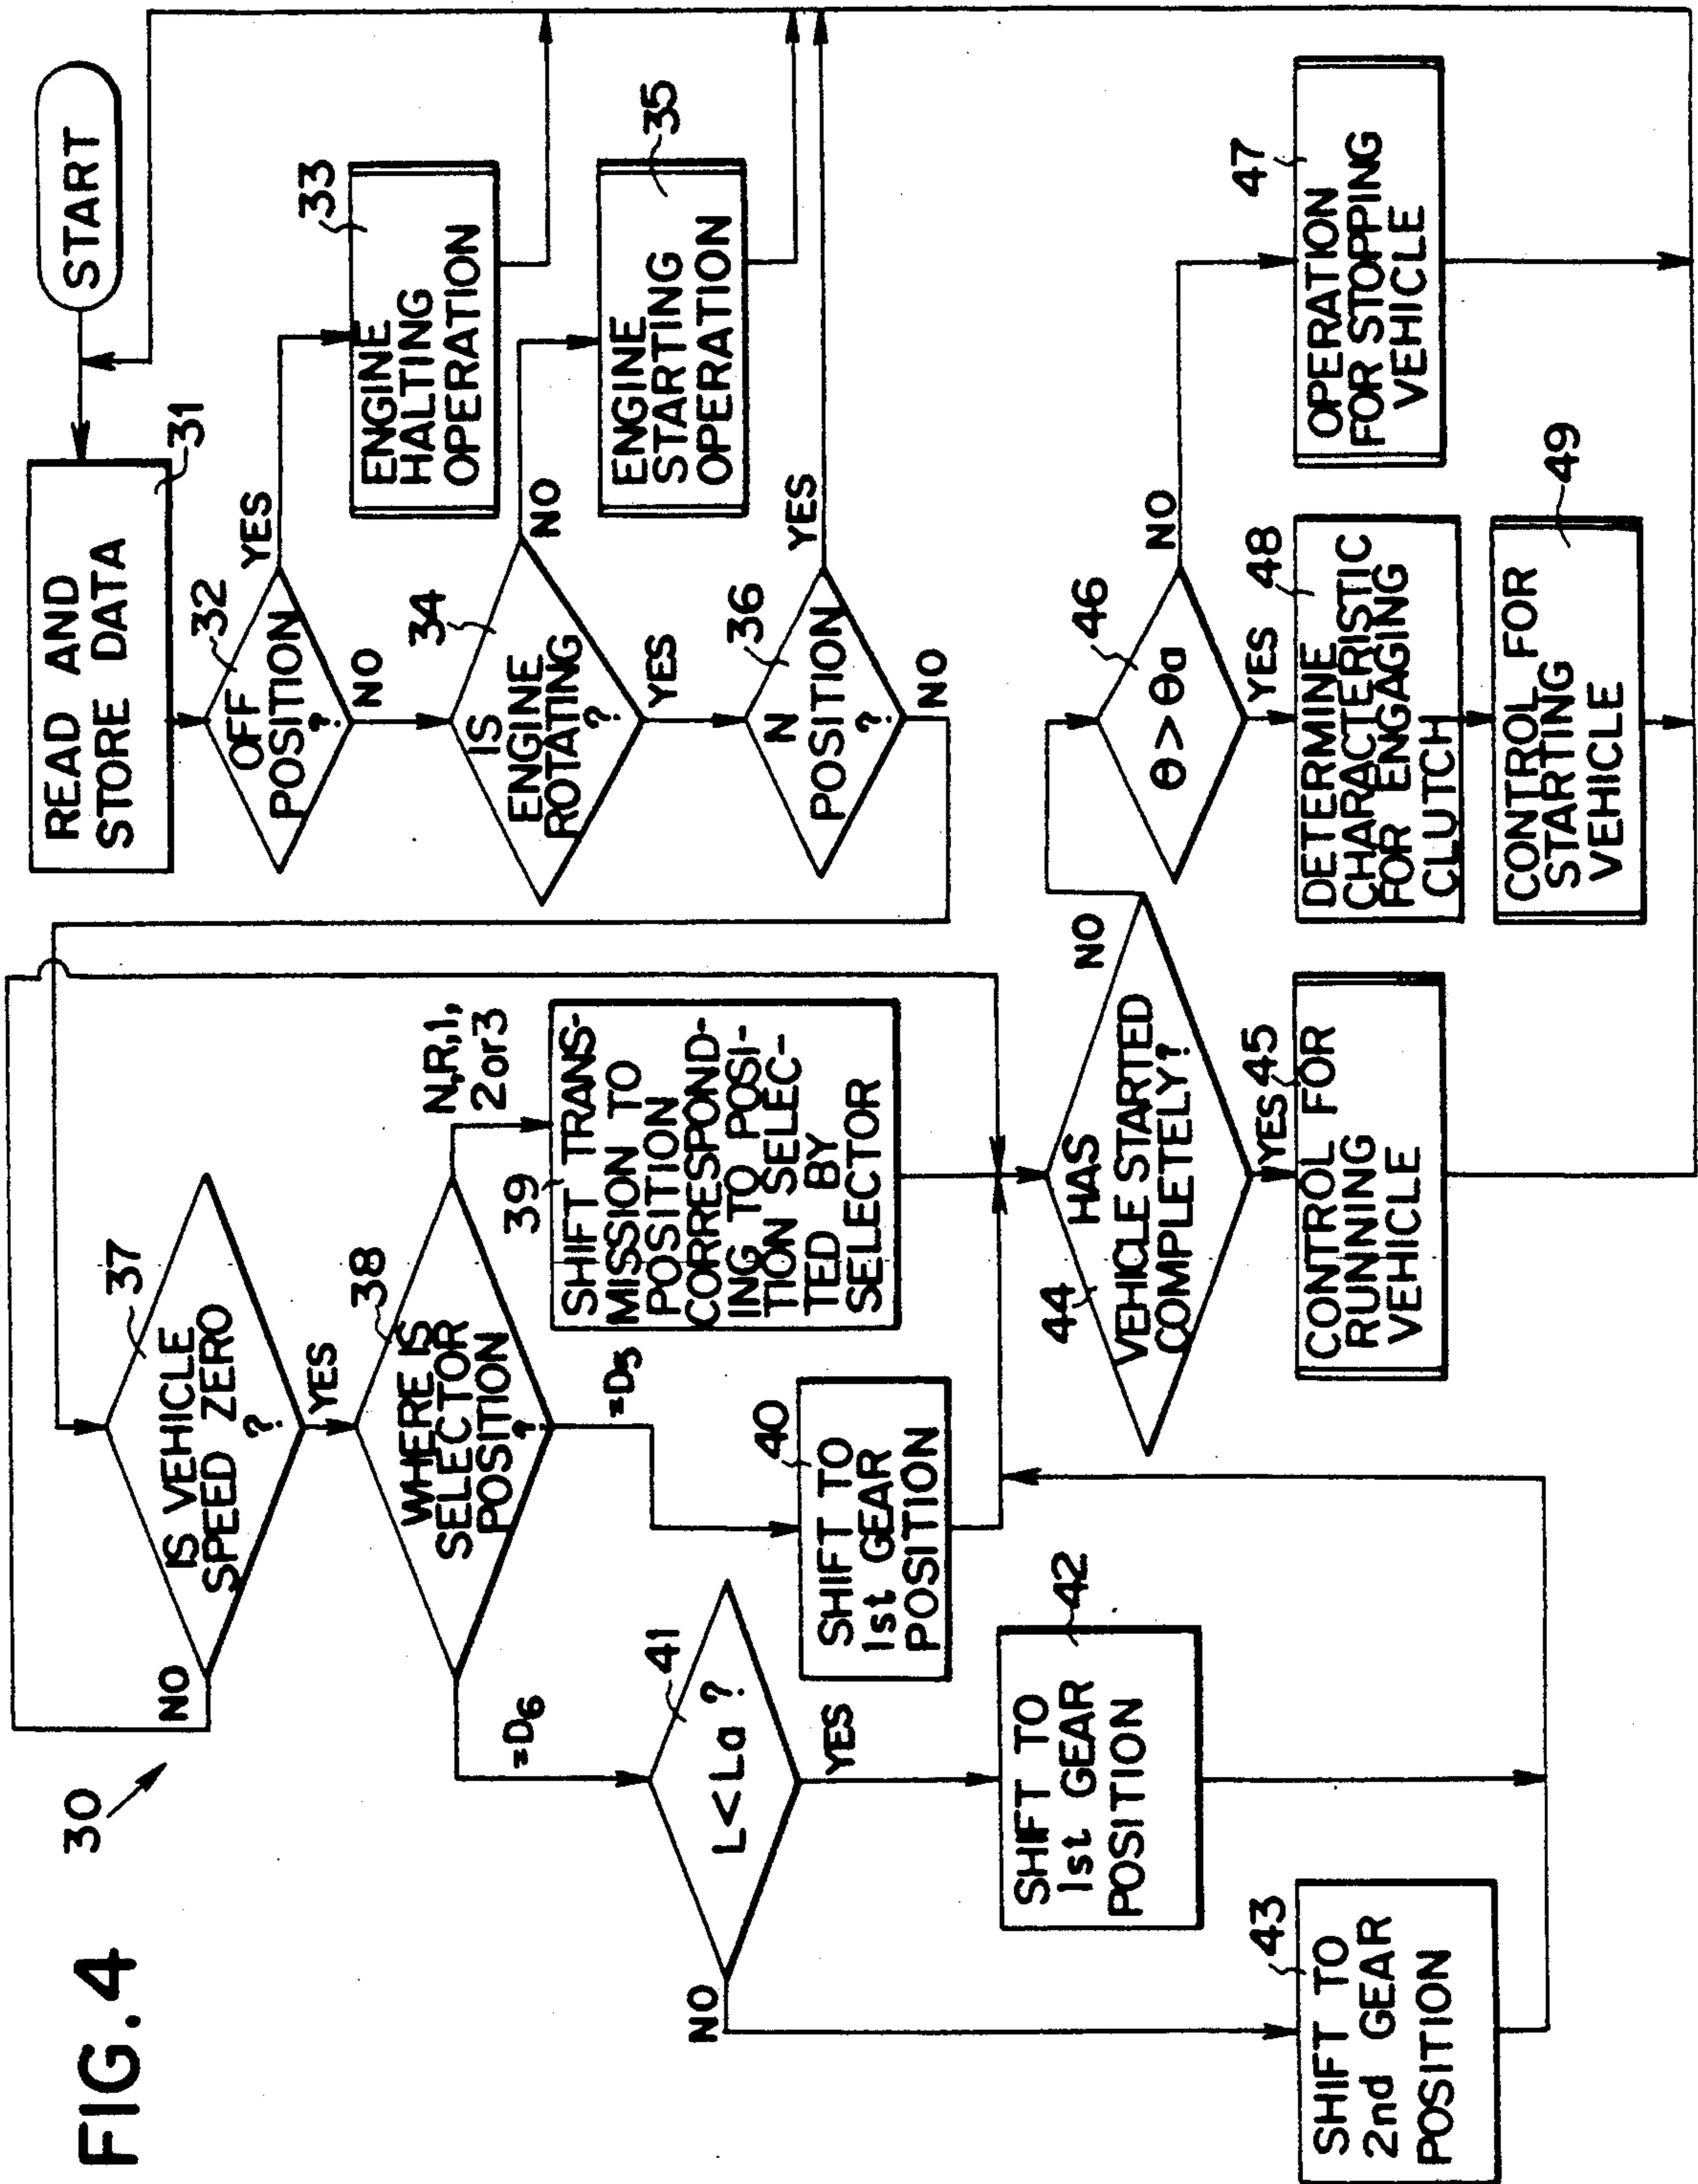 FIG. 4
30
START
READ AND
STORE DATA
31
OFF
POSITION
?
32
YES
NO
ENGINE
HALTING
OPERATION
33
IS
ENGINE
ROTATING
?
34
NO
YES
ENGINE
STARTING
OPERATION
35
N
POSITION
?
36
YES
NO
IS VEHICLE
SPEED ZERO
?
37
NO
YES
WHERE IS
SELECTOR
POSITION
?
38
N,R,1,
2 or 3
=D5
=D6
SHIFT TRANS-
MISSION TO
POSITION
CORRESPOND-
ING TO POSI-
TION SELEC-
TED BY
SELECTOR
39
SHIFT TO
1st GEAR
POSITION
40
L<La ?
41
YES
NO
SHIFT TO
1st GEAR
POSITION
42
SHIFT TO
2nd GEAR
POSITION
43
HAS
VEHICLE STARTED
COMPLETELY?
44
NO
YES
CONTROL FOR
RUNNING
VEHICLE
45
θ > θa
46
NO
YES
OPERATION
FOR STOPPING
VEHICLE
47
DETERMINE
CHARACTERISTIC
FOR ENGAGING
CLUTCH
48
CONTROL FOR
STARTING
VEHICLE
49